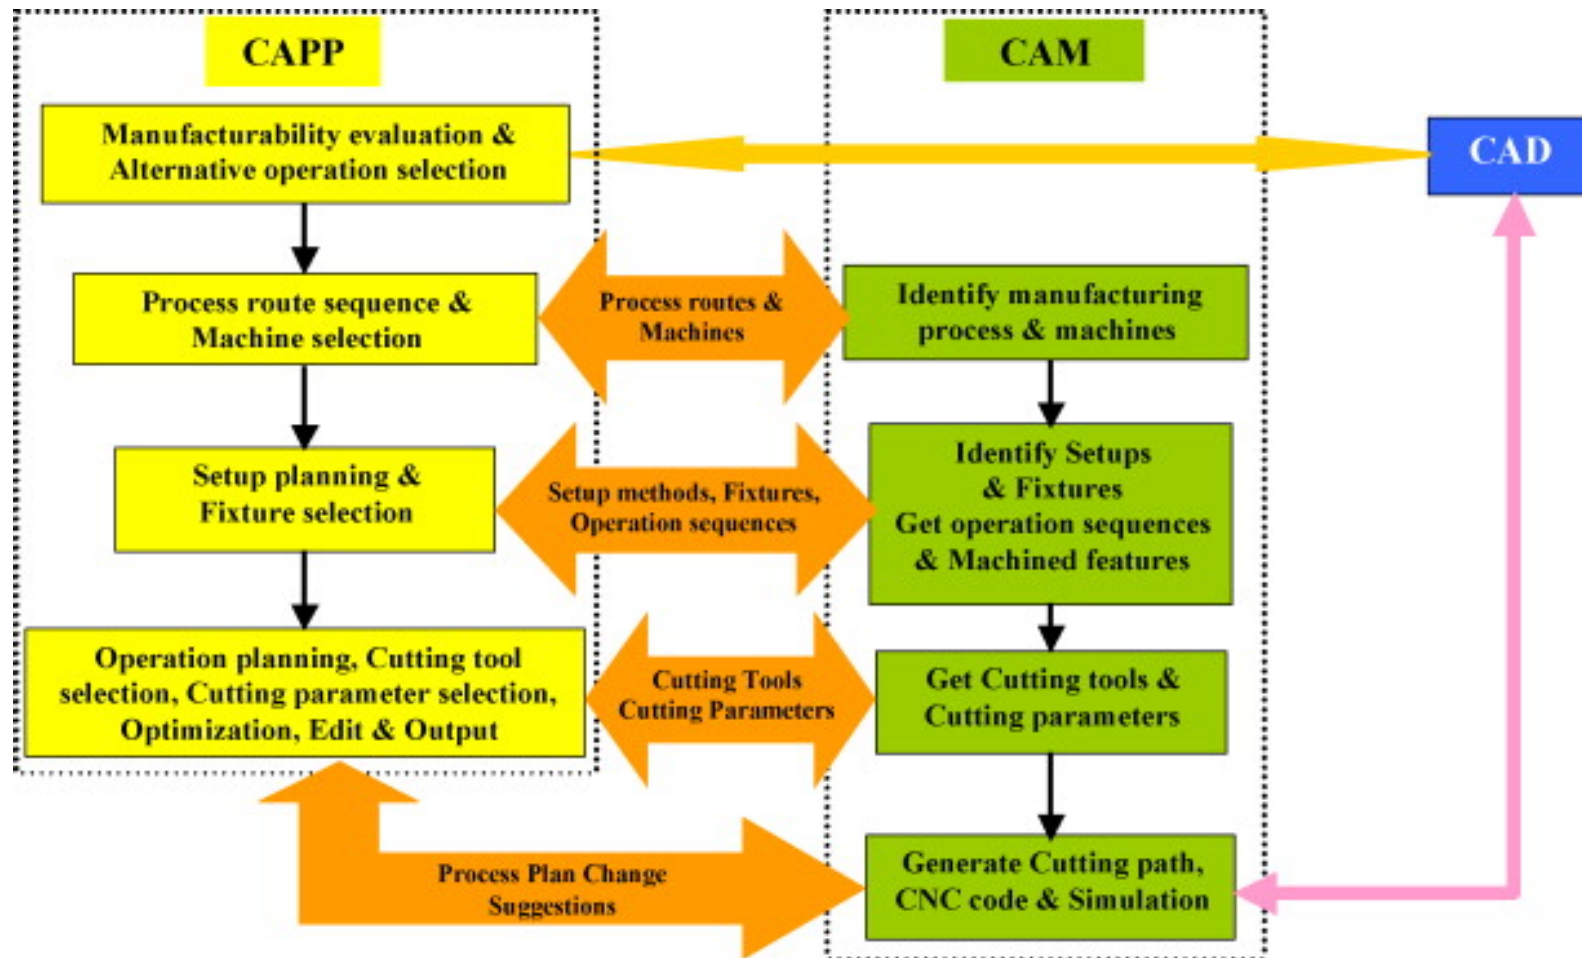 CAPP
CAM
Manufacturability evaluation &
Alternative operation selection
CAD
Process route sequence &
Machine selection
Process routes &
Machines
Identify manufacturing
process & machines
Setup planning &
Fixture selection
Setup methods, Fixtures,
Operation sequences
Identify Setups
& Fixtures
Get operation sequences
& Machined features
Operation planning, Cutting tool
selection, Cutting parameter selection,
Optimization, Edit & Output
Cutting Tools
Cutting Parameters
Get Cutting tools &
Cutting parameters
Process Plan Change
Suggestions
Generate Cutting path,
CNC code & Simulation